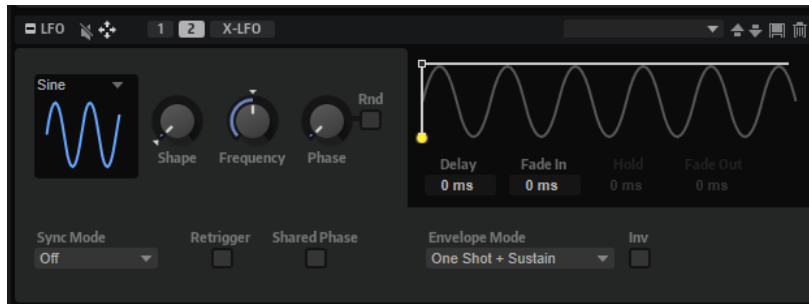 LFO 1 2 X-LFO
Sine
Rnd
Shape Frequency Phase
Delay Fade In Hold Fade Out
0 ms 0 ms 0 ms 0 ms
Sync Mode Retrigger Shared Phase Envelope Mode Inv
Off One Shot + Sustain